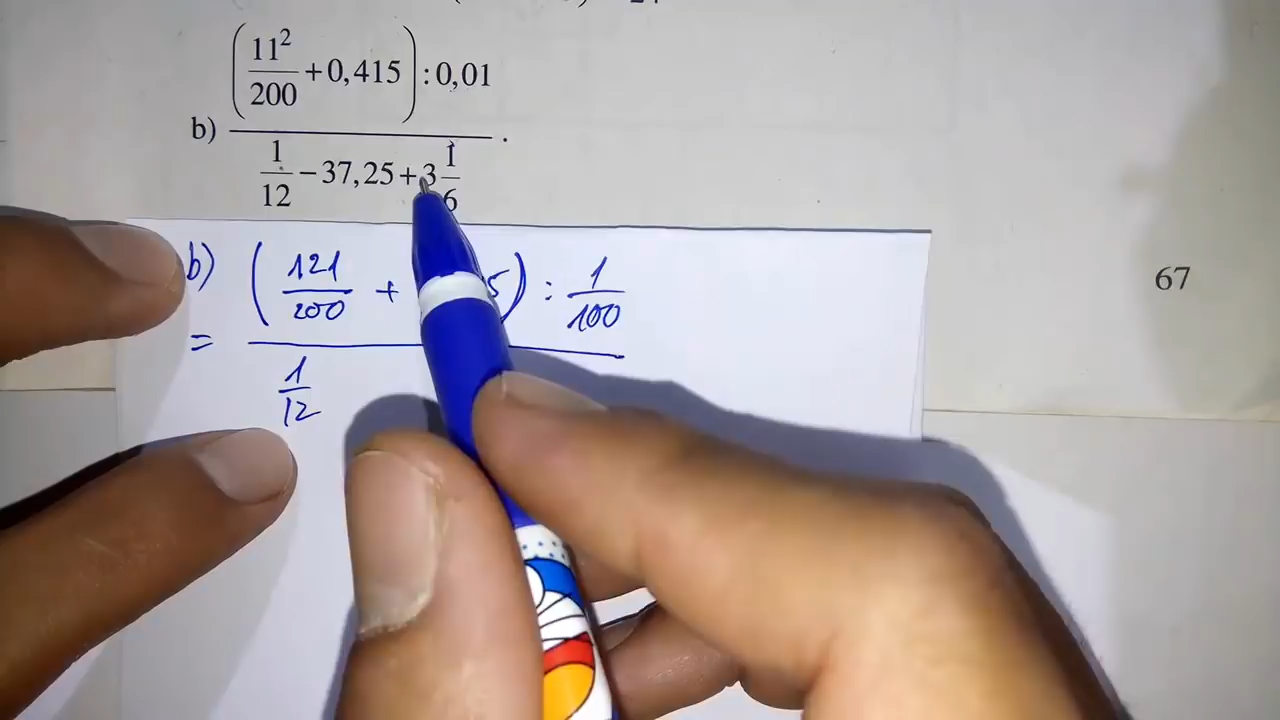 b) (11²/200 + 0,415) : 0,01
1/12 − 37,25 + 3 1/6 .
67
b) (121/200 + 5) : 1/100
=
1/12